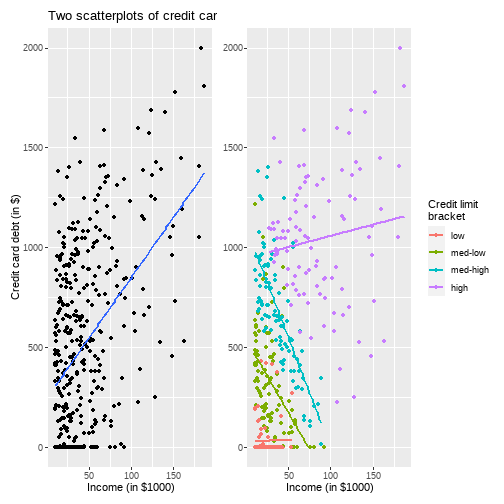 Two scatterplots of credit car
2000
1500
1000
500
0
Credit card debt (in $)
50
100
150
Income (in $1000)
2000
1500
1000
500
0
50
100
150
Income (in $1000)
Credit limit
bracket
low
med-low
med-high
high